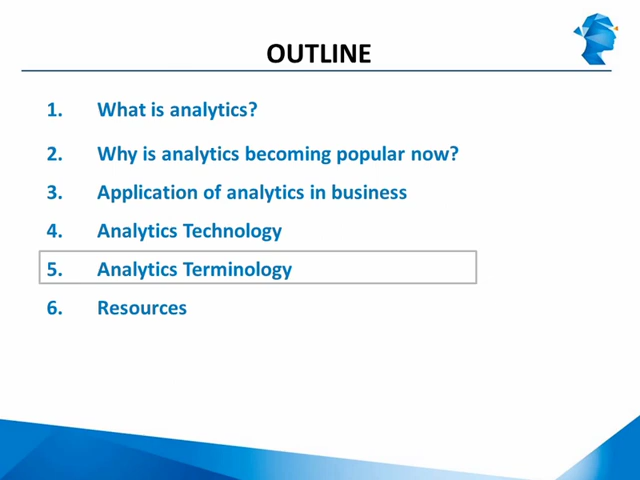 OUTLINE
1. What is analytics?
2. Why is analytics becoming popular now?
3. Application of analytics in business
4. Analytics Technology
5. Analytics Terminology
6. Resources